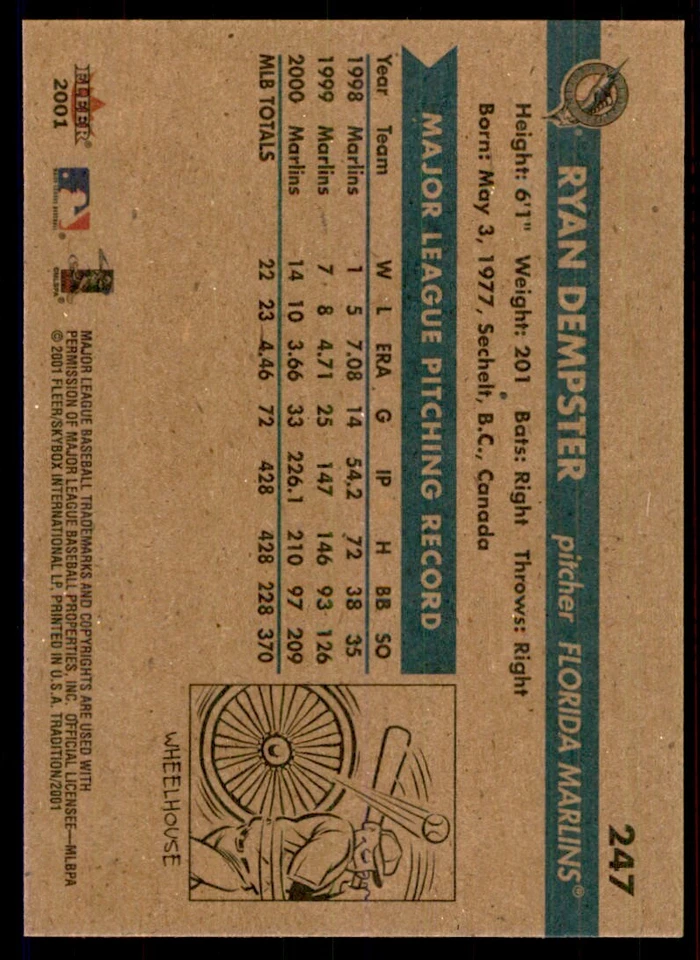 247
RYAN DEMPSTER pitcher FLORIDA MARLINS®
Height: 6'1" Weight: 201 Bats: Right Throws: Right
Born: May 3, 1977, Sechelt, B.C., Canada
MAJOR LEAGUE PITCHING RECORD
Year Team W L ERA G IP H BB SO
1998 Marlins 1 5 7.08 14 54.2 72 38 35
1999 Marlins 7 8 4.71 25 147 146 93 126
2000 Marlins 14 10 3.66 33 226.1 210 97 209
MLB TOTALS 22 23 4.46 72 428 428 228 370
WHEELHOUSE
FLEER®
2001
MAJOR LEAGUE BASEBALL TRADEMARKS AND COPYRIGHTS ARE USED WITH
PERMISSION OF MAJOR LEAGUE BASEBALL PROPERTIES, INC. OFFICIAL LICENSEE—MLBPA
© 2001 FLEER/SKYBOX INTERNATIONAL LP. PRINTED IN U.S.A. TRADITION/2001